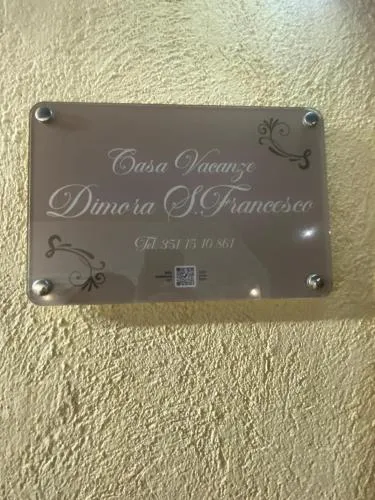 Casa Vacanze
Dimora S. Francesco
Tel. 351 15 10 861